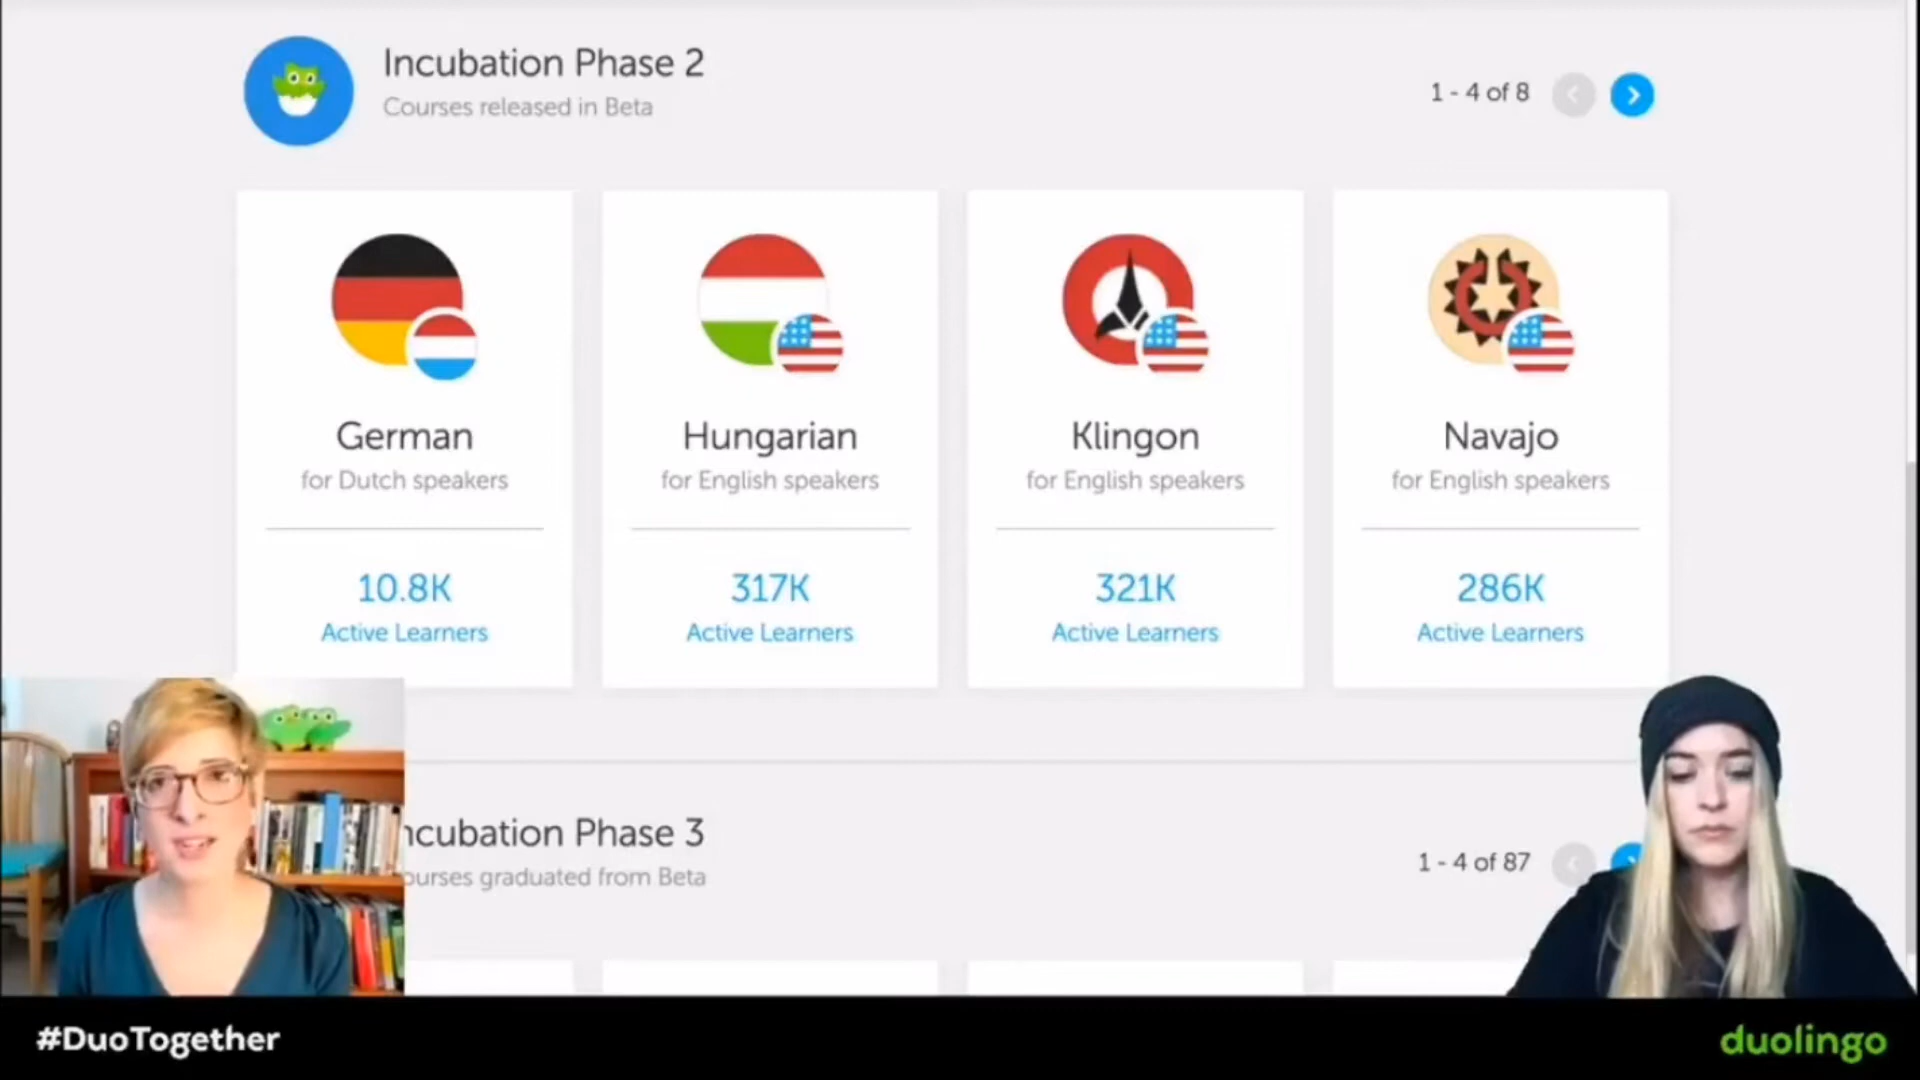 Incubation Phase 2
Courses released in Beta
1 - 4 of 8
German
for Dutch speakers
10.8K
Active Learners
Hungarian
for English speakers
317K
Active Learners
Klingon
for English speakers
321K
Active Learners
Navajo
for English speakers
286K
Active Learners
ncubation Phase 3
ourses graduated from Beta
1 - 4 of 87
#DuoTogether
duolingo